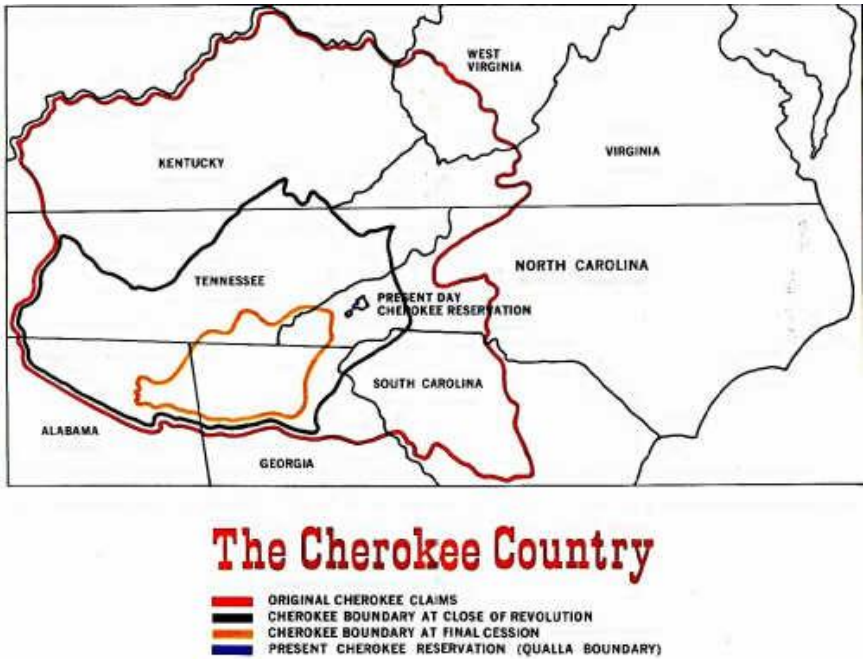 WEST
VIRGINIA
KENTUCKY
VIRGINIA
TENNESSEE
NORTH CAROLINA
PRESENT DAY
CHEROKEE RESERVATION
SOUTH CAROLINA
ALABAMA
GEORGIA
The Cherokee Country
ORIGINAL CHEROKEE CLAIMS
CHEROKEE BOUNDARY AT CLOSE OF REVOLUTION
CHEROKEE BOUNDARY AT FINAL CESSION
PRESENT CHEROKEE RESERVATION (QUALLA BOUNDARY)